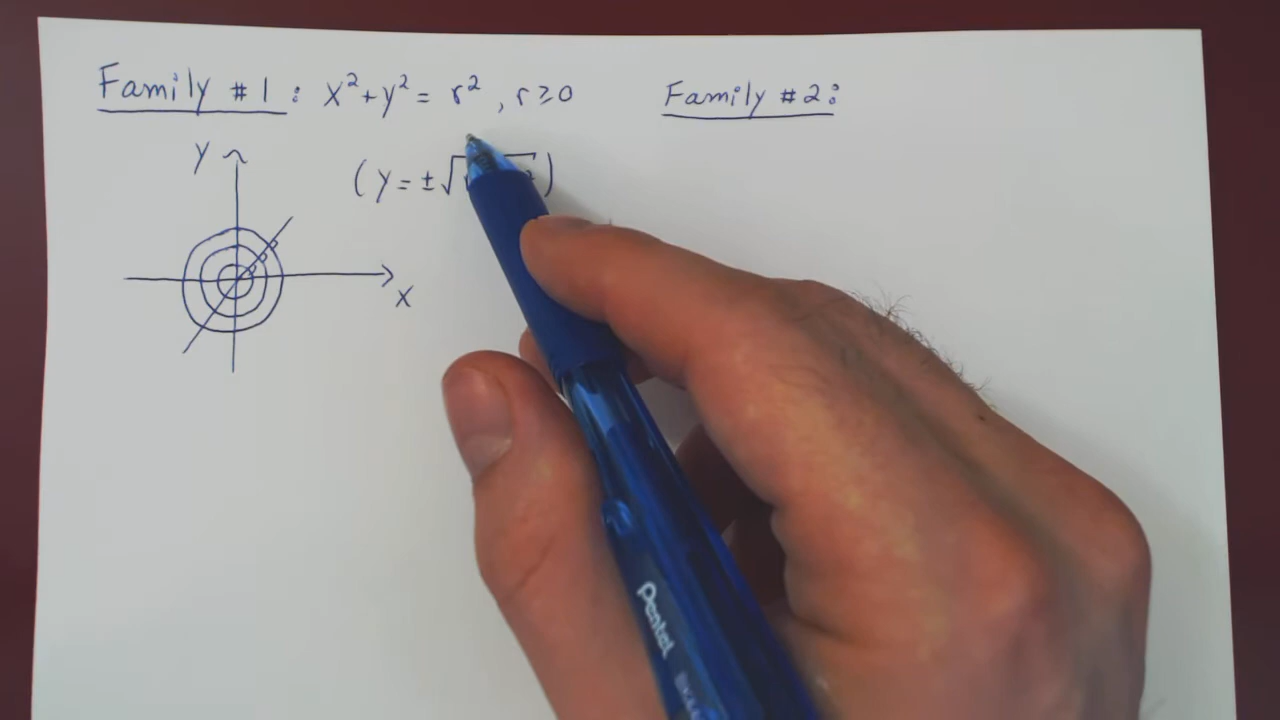 Family #1: x²+y² = r², r≥0
Family #2:
y
(y=±√
)
x
Pentel